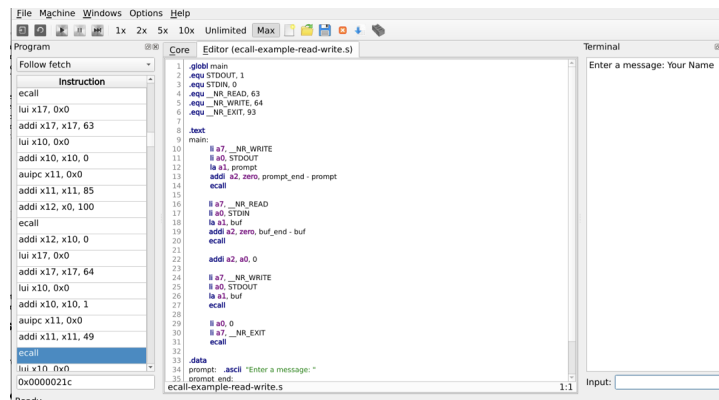 File Machine Windows Options Help
1x 2x 5x 10x Unlimited Max
Program
Follow fetch
Instruction
ecall
lui x17, 0x0
addi x17, x17, 63
lui x10, 0x0
addi x10, x10, 0
auipc x11, 0x0
addi x11, x11, 85
addi x12, x0, 100
ecall
addi x12, x10, 0
lui x17, 0x0
addi x17, x17, 64
lui x10, 0x0
addi x10, x10, 1
auipc x11, 0x0
addi x11, x11, 49
ecall
lui x10, 0x0
0x0000021c
Core Editor (ecall-example-read-write.s)
1 .globl main
2 .equ STDOUT, 1
3 .equ STDIN, 0
4 .equ __NR_READ, 63
5 .equ __NR_WRITE, 64
6 .equ __NR_EXIT, 93
7
8 .text
9 main:
10 li a7, __NR_WRITE
11 li a0, STDOUT
12 la a1, prompt
13 addi a2, zero, prompt_end - prompt
14 ecall
15
16 li a7, __NR_READ
17 li a0, STDIN
18 la a1, buf
19 addi a2, zero, buf_end - buf
20 ecall
21
22 addi a2, a0, 0
23
24 li a7, __NR_WRITE
25 li a0, STDOUT
26 la a1, buf
27 ecall
28
29 li a0, 0
30 li a7, __NR_EXIT
31 ecall
32
33 .data
34 prompt: .ascii "Enter a message: "
35 prompt_end:
ecall-example-read-write.s 1:1
Terminal
Enter a message: Your Name
Input:
Ready